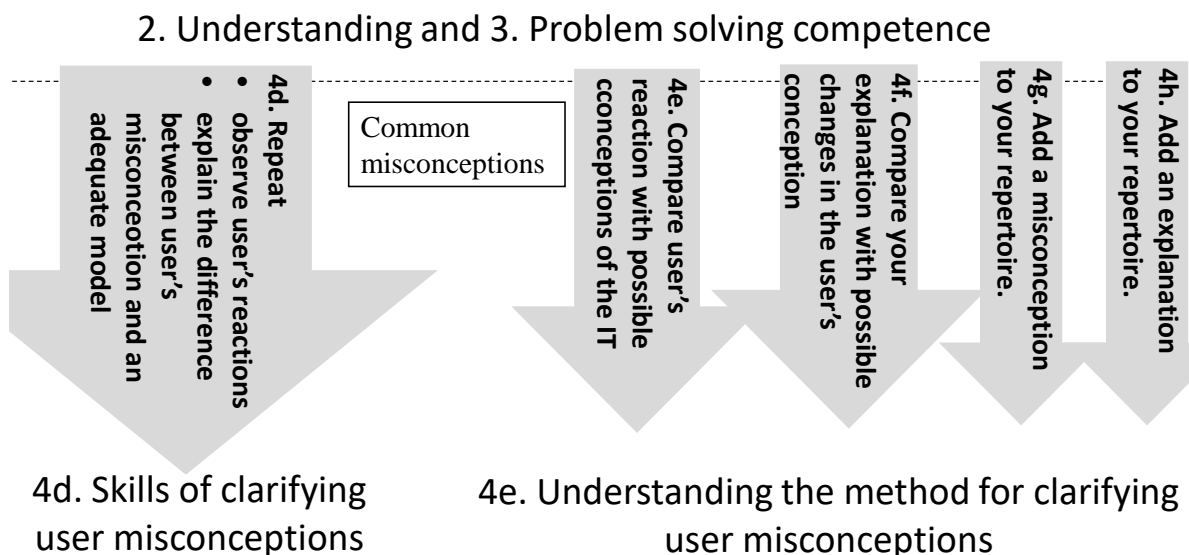 2. Understanding and 3. Problem solving competence
4d. Repeat
• observe user's reactions
• explain the difference
between user's
misconceotion and an
adequate model
Common
misconceptions
4e. Compare user's
reaction with possible
cconceptions of the IT
4f. Compare your
explanation with possible
changes in the user's
conception
4g. Add a misconception
to your repertoire.
4h. Add an explanation
to your repertoire.
4d. Skills of clarifying
user misconceptions
4e. Understanding the method for clarifying
user misconceptions